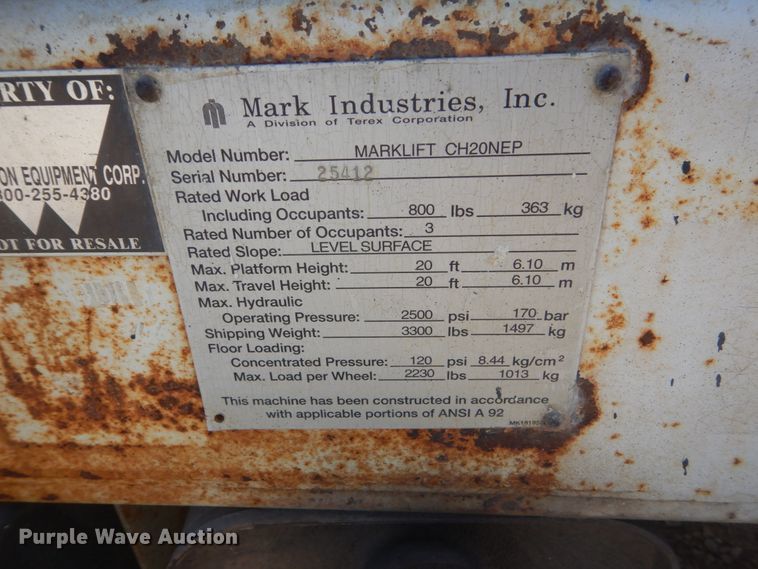 RTY OF:
ON EQUIPMENT CORP.
800-255-4380
OT FOR RESALE
Mark Industries, Inc.
A Division of Terex Corporation
Model Number: MARKLIFT CH20NEP
Serial Number: 25412
Rated Work Load
Including Occupants: 800 lbs 363 kg
Rated Number of Occupants: 3
Rated Slope: LEVEL SURFACE
Max. Platform Height: 20 ft 6.10 m
Max. Travel Height: 20 ft 6.10 m
Max. Hydraulic
Operating Pressure: 2500 psi 170 bar
Shipping Weight: 3300 lbs 1497 kg
Floor Loading:
Concentrated Pressure: 120 psi 8.44 kg/cm²
Max. Load per Wheel: 2230 lbs 1013 kg
This machine has been constructed in accordance
with applicable portions of ANSI A 92
Purple Wave Auction